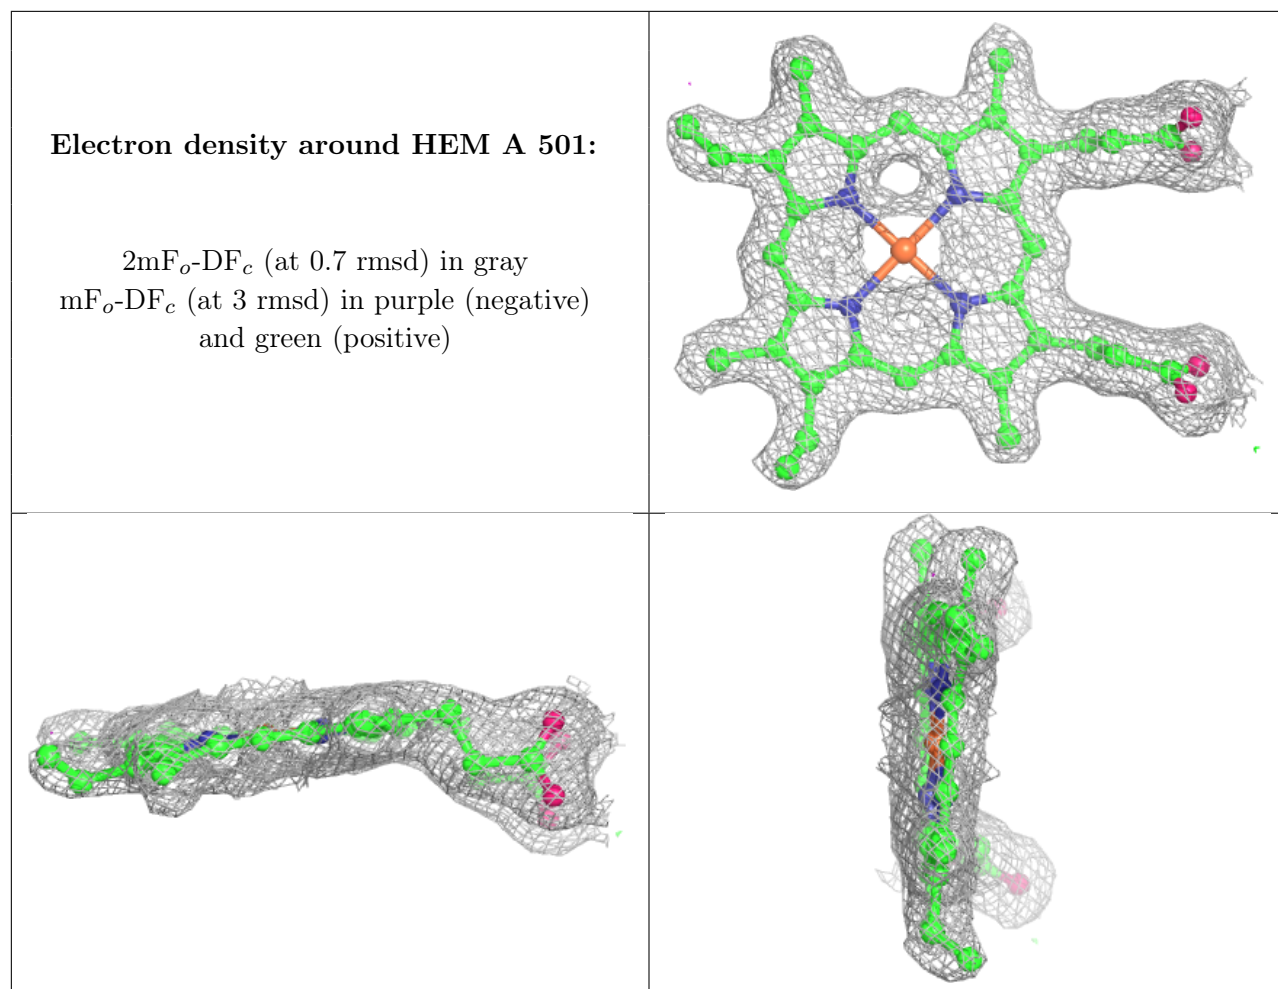 Electron density around HEM A 501:
2mFₒ-DF𝒸 (at 0.7 rmsd) in gray
mFₒ-DF𝒸 (at 3 rmsd) in purple (negative)
and green (positive)